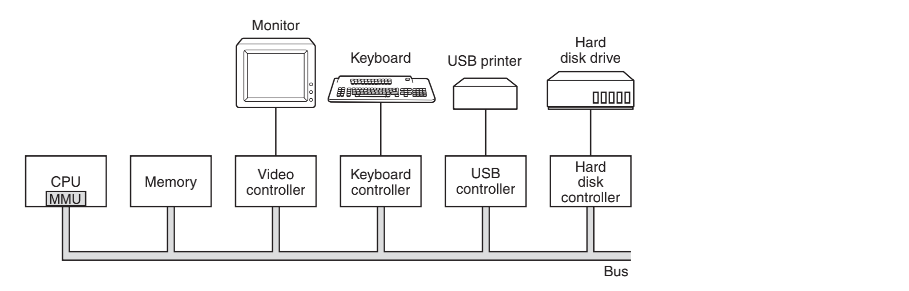 Monitor
Keyboard
USB printer
Hard
disk drive
CPU
MMU
Memory
Video
controller
Keyboard
controller
USB
controller
Hard
disk
controller
Bus